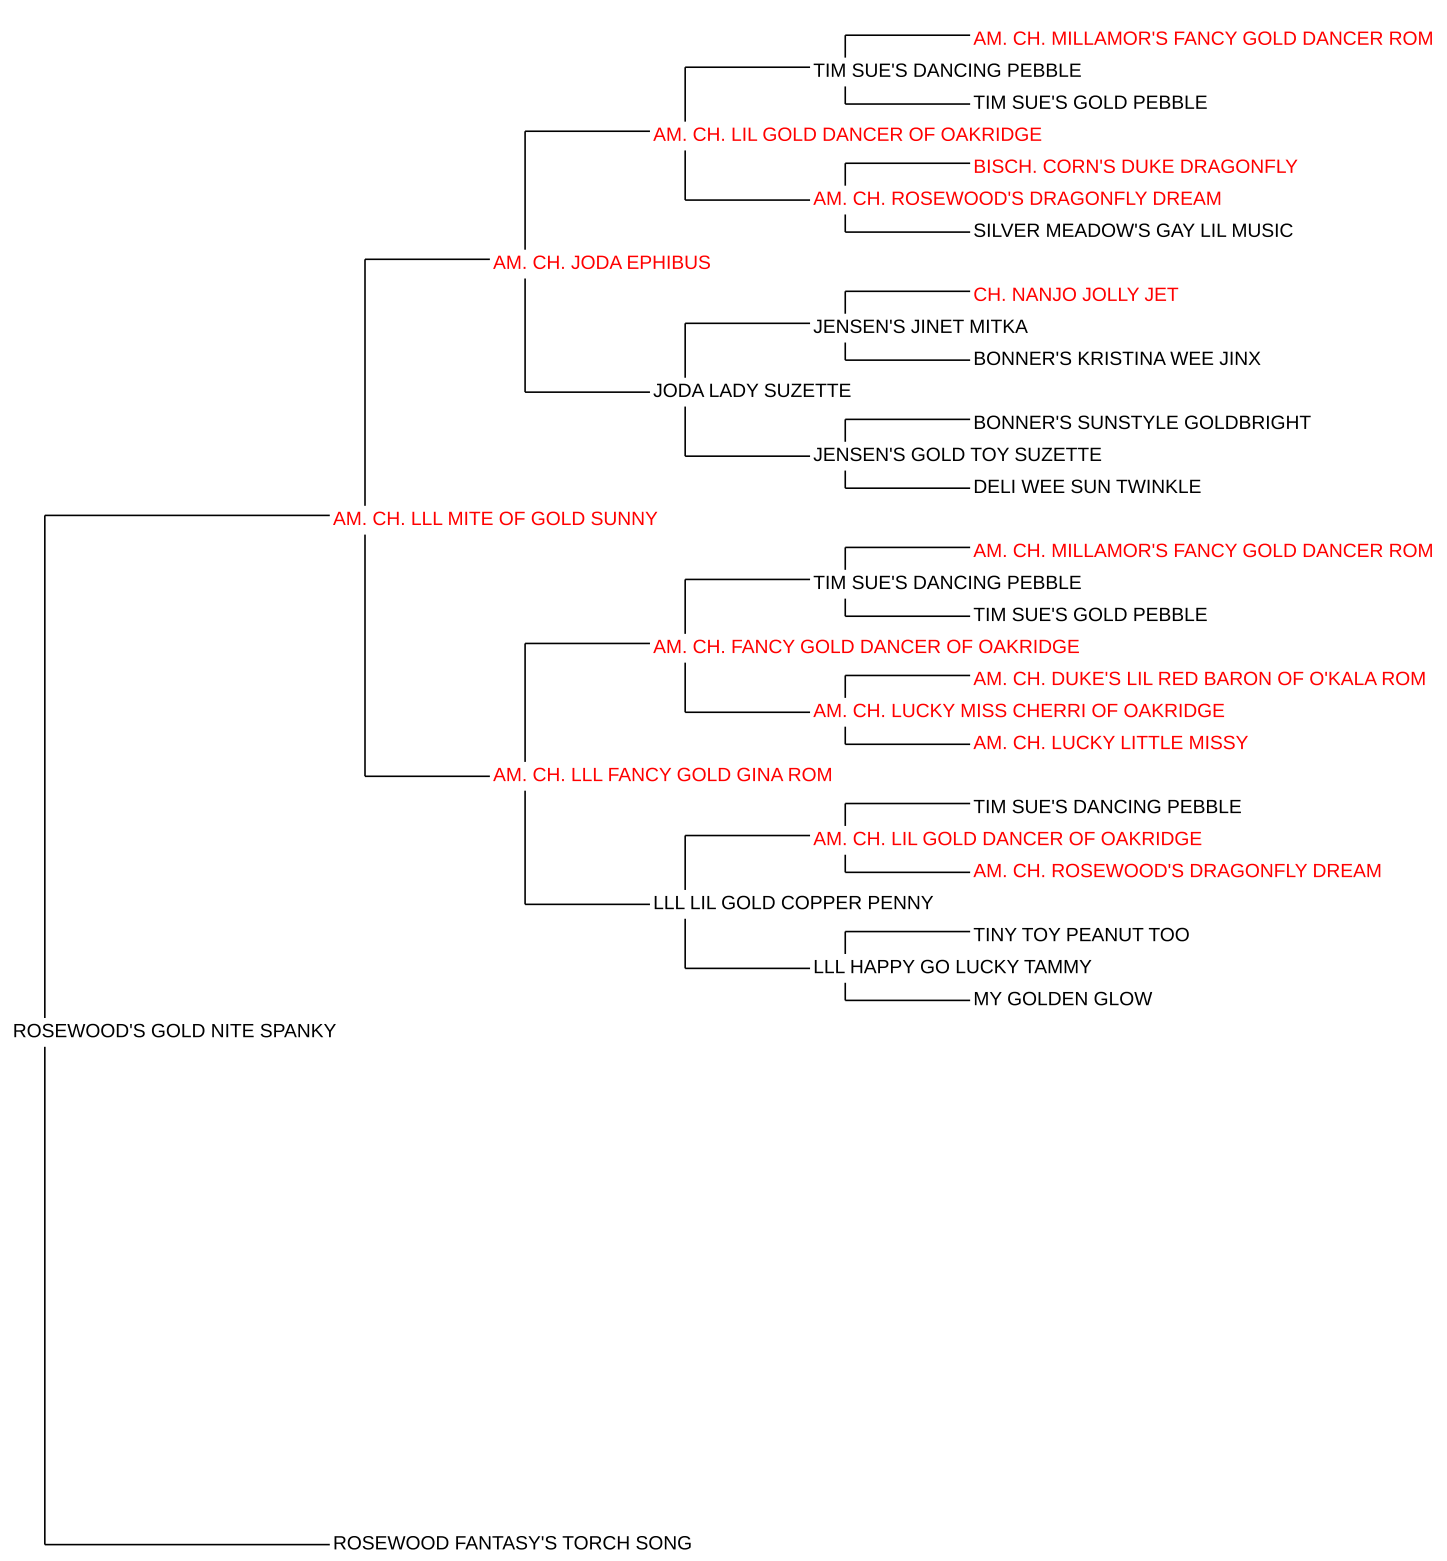 AM. CH. MILLAMOR'S FANCY GOLD DANCER ROM
TIM SUE'S DANCING PEBBLE
TIM SUE'S GOLD PEBBLE
AM. CH. LIL GOLD DANCER OF OAKRIDGE
BISCH. CORN'S DUKE DRAGONFLY
AM. CH. ROSEWOOD'S DRAGONFLY DREAM
SILVER MEADOW'S GAY LIL MUSIC
AM. CH. JODA EPHIBUS
CH. NANJO JOLLY JET
JENSEN'S JINET MITKA
BONNER'S KRISTINA WEE JINX
JODA LADY SUZETTE
BONNER'S SUNSTYLE GOLDBRIGHT
JENSEN'S GOLD TOY SUZETTE
DELI WEE SUN TWINKLE
AM. CH. LLL MITE OF GOLD SUNNY
AM. CH. MILLAMOR'S FANCY GOLD DANCER ROM
TIM SUE'S DANCING PEBBLE
TIM SUE'S GOLD PEBBLE
AM. CH. FANCY GOLD DANCER OF OAKRIDGE
AM. CH. DUKE'S LIL RED BARON OF O'KALA ROM
AM. CH. LUCKY MISS CHERRI OF OAKRIDGE
AM. CH. LUCKY LITTLE MISSY
AM. CH. LLL FANCY GOLD GINA ROM
TIM SUE'S DANCING PEBBLE
AM. CH. LIL GOLD DANCER OF OAKRIDGE
AM. CH. ROSEWOOD'S DRAGONFLY DREAM
LLL LIL GOLD COPPER PENNY
TINY TOY PEANUT TOO
LLL HAPPY GO LUCKY TAMMY
MY GOLDEN GLOW
ROSEWOOD'S GOLD NITE SPANKY
ROSEWOOD FANTASY'S TORCH SONG